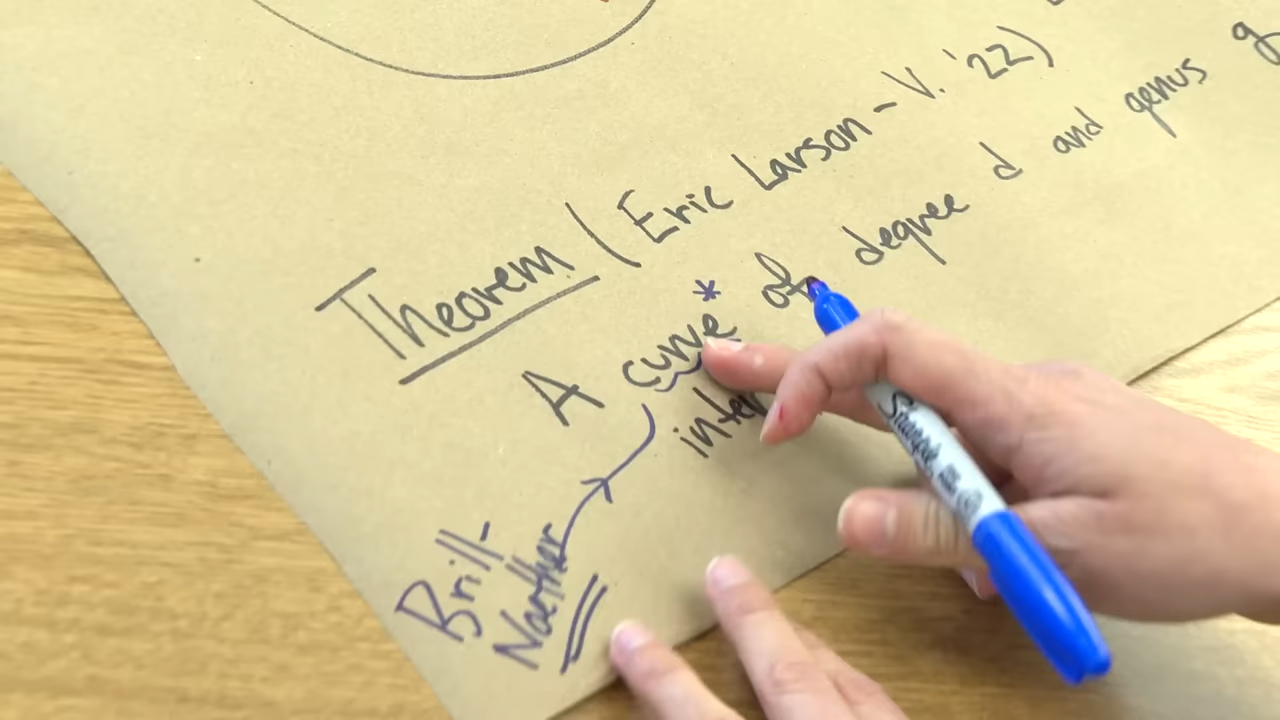 Theorem (Eric Larson - V. '22)
A curve* of degree d and genus g
inter
Brill-
Noether
Sharpie